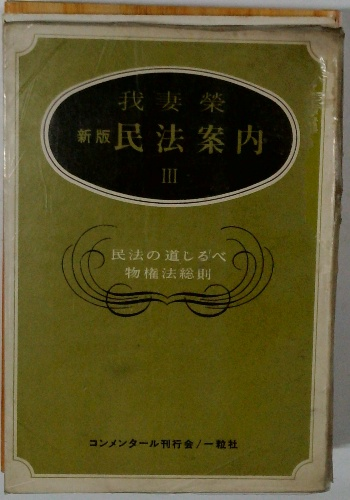 我妻榮
新版 民法案内
III
民法の道しるべ
物権法総則
コンメンタール刊行会/一粒社